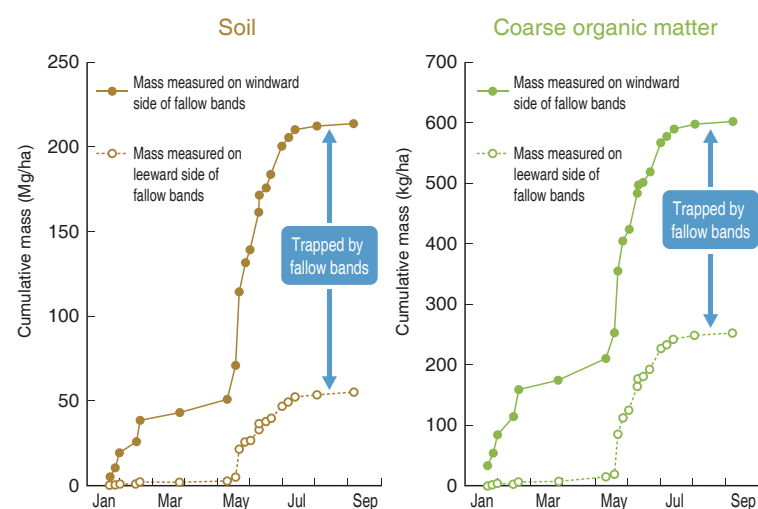 Soil
Cumulative mass (Mg/ha)
250
200
150
100
50
0
Mass measured on windward
side of fallow bands
Mass measured on
leeward side of
fallow bands
Trapped by
fallow bands
Jan Mar May Jul Sep
Coarse organic matter
Cumulative mass (kg/ha)
700
600
500
400
300
200
100
0
Mass measured on windward
side of fallow bands
Mass measured on
leeward side of
fallow bands
Trapped by
fallow bands
Jan Mar May Jul Sep